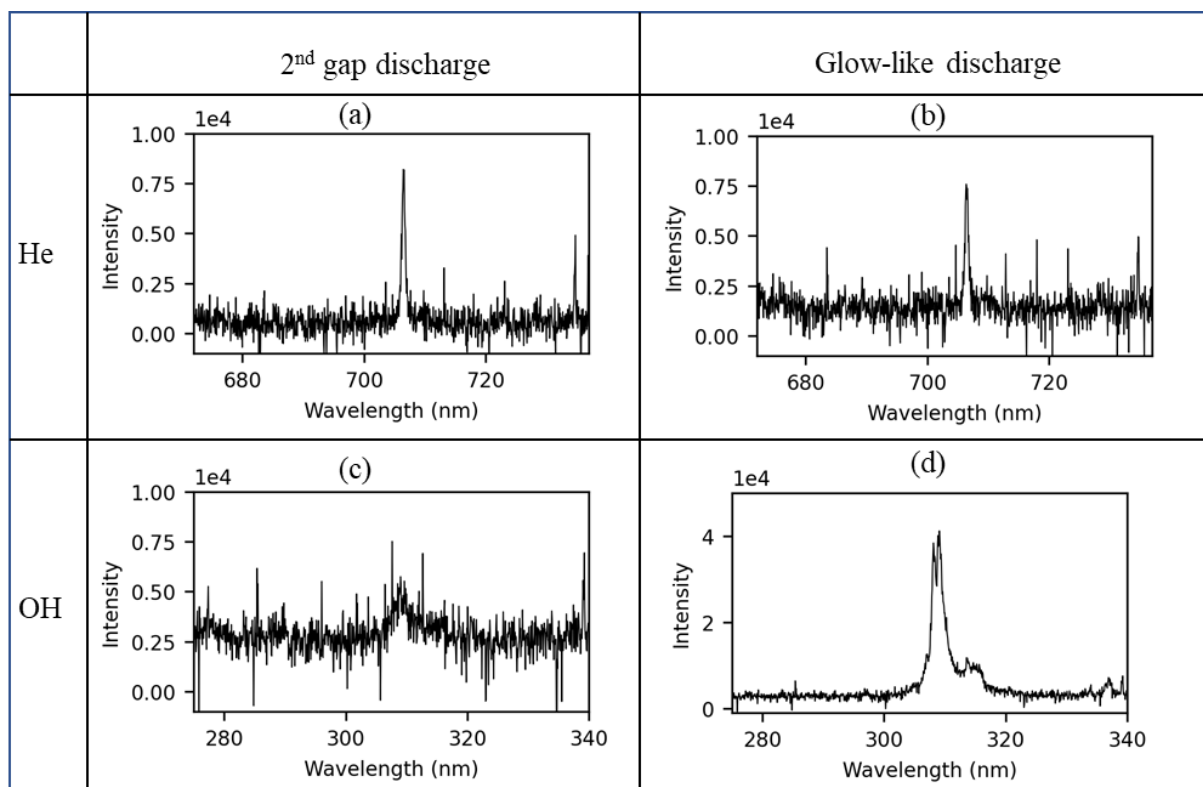 2nd gap discharge
Glow-like discharge
He
(a)
1e4
1.00
0.75
0.50
0.25
0.00
Intensity
680
700
720
Wavelength (nm)
(b)
1e4
1.00
0.75
0.50
0.25
0.00
Intensity
680
700
720
Wavelength (nm)
OH
(c)
1e4
1.00
0.75
0.50
0.25
0.00
Intensity
280
300
320
340
Wavelength (nm)
(d)
1e4
4
2
0
Intensity
280
300
320
340
Wavelength (nm)